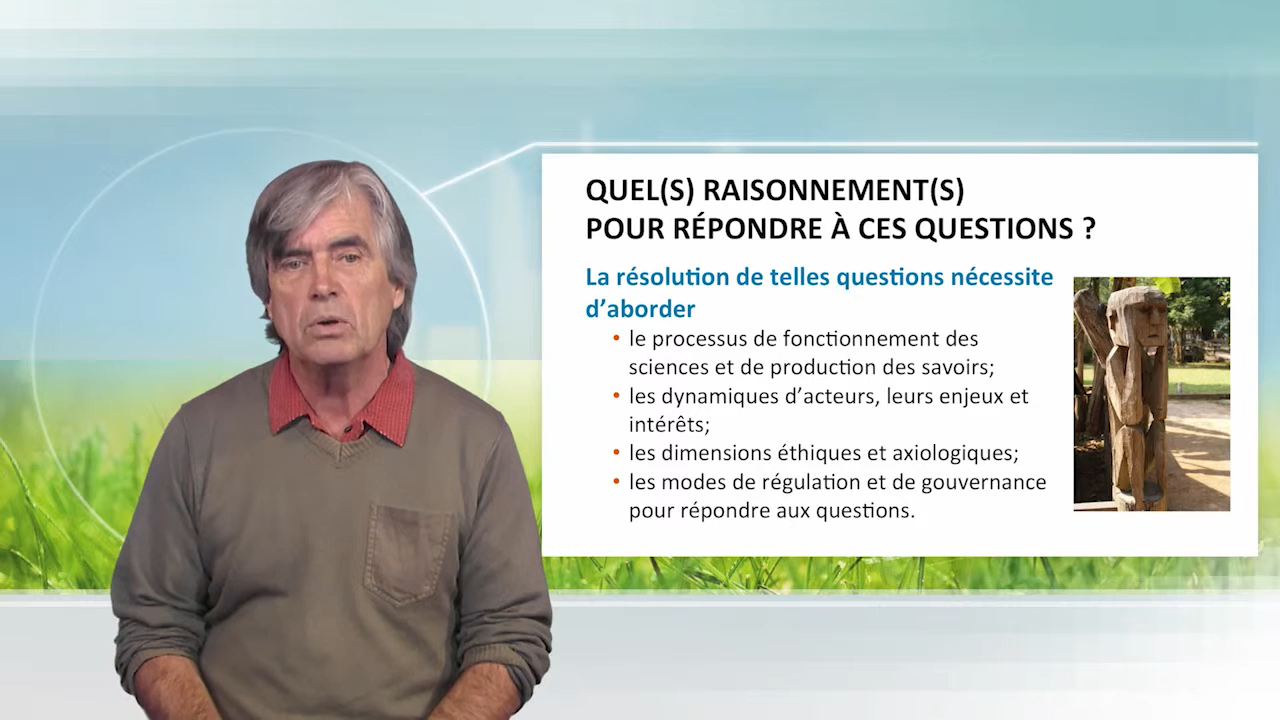 QUEL(S) RAISONNEMENT(S)
POUR RÉPONDRE À CES QUESTIONS ?
La résolution de telles questions nécessite
d’aborder
• le processus de fonctionnement des
sciences et de production des savoirs;
• les dynamiques d’acteurs, leurs enjeux et
intérêts;
• les dimensions éthiques et axiologiques;
• les modes de régulation et de gouvernance
pour répondre aux questions.